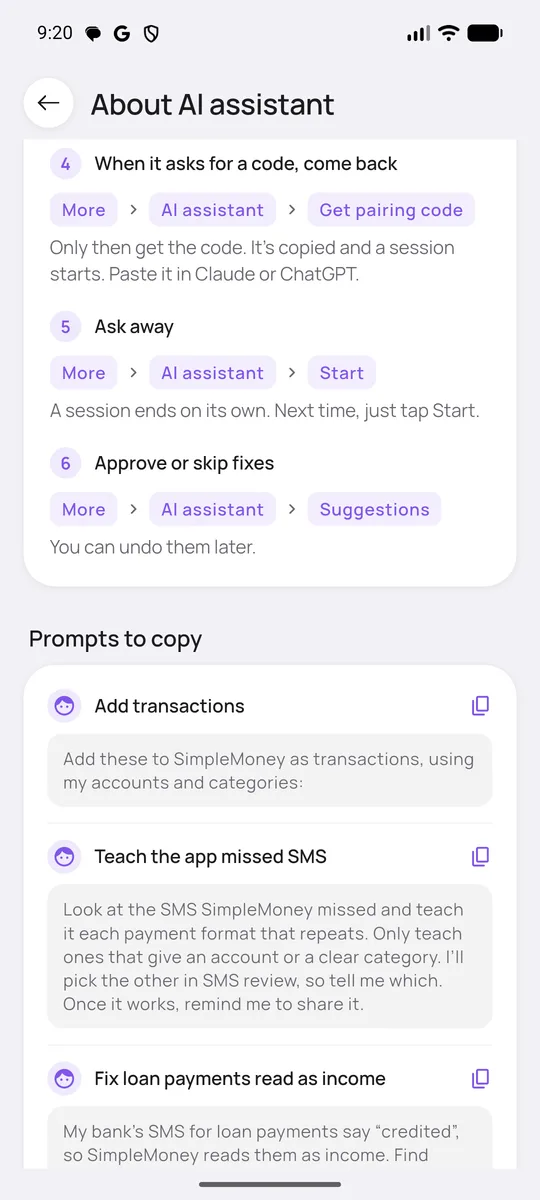 9:20
About AI assistant
4 When it asks for a code, come back
More > AI assistant > Get pairing code
Only then get the code. It's copied and a session
starts. Paste it in Claude or ChatGPT.
5 Ask away
More > AI assistant > Start
A session ends on its own. Next time, just tap Start.
6 Approve or skip fixes
More > AI assistant > Suggestions
You can undo them later.
Prompts to copy
Add transactions
Add these to SimpleMoney as transactions, using
my accounts and categories:
Teach the app missed SMS
Look at the SMS SimpleMoney missed and teach
it each payment format that repeats. Only teach
ones that give an account or a clear category. I'll
pick the other in SMS review, so tell me which.
Once it works, remind me to share it.
Fix loan payments read as income
My bank's SMS for loan payments say “credited”,
so SimpleMoney reads them as income. Find